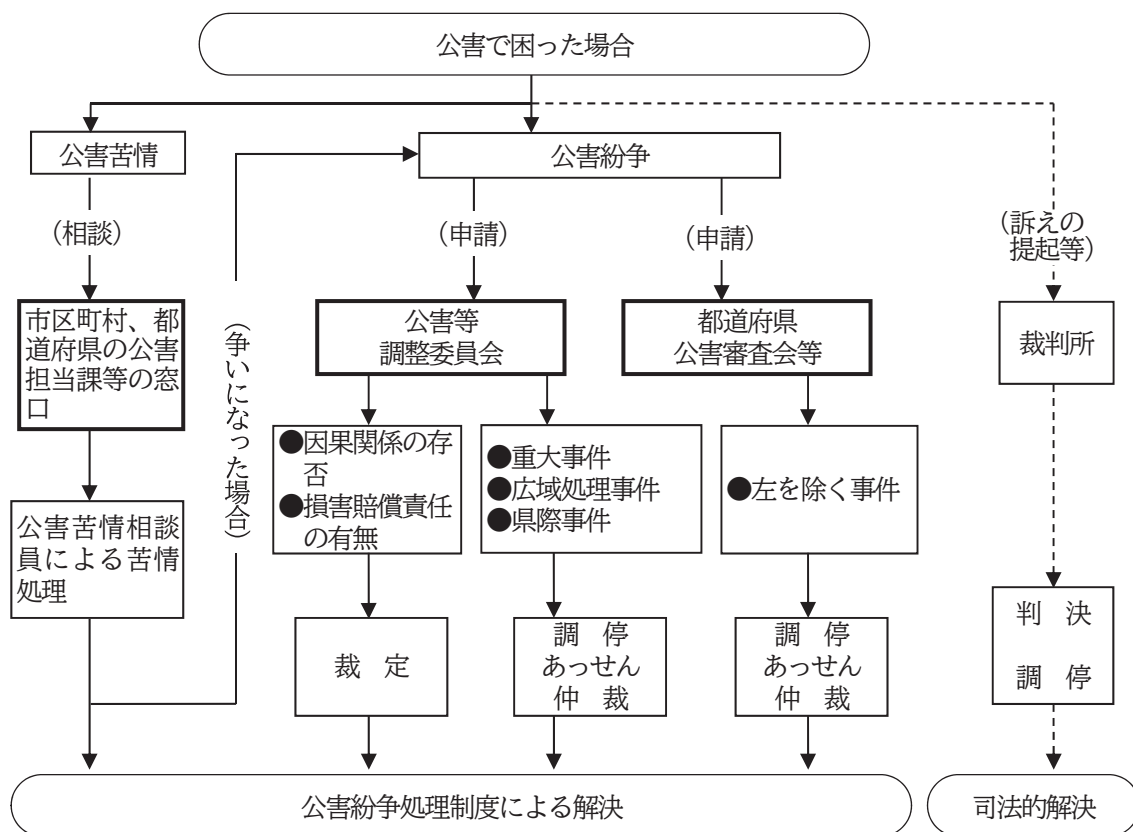 公害で困った場合
公害苦情
公害紛争
（相談）
（申請）
（申請）
（訴えの
提起等）
市区町村、都
道府県の公害
担当課等の窓
口
（争いになった場合）
公害等
調整委員会
都道府県
公害審査会等
裁判所
●因果関係の存
否
●損害賠償責任
の有無
●重大事件
●広域処理事件
●県際事件
●左を除く事件
公害苦情相談
員による苦情
処理
裁　定
調　停
あっせん
仲　裁
調　停
あっせん
仲　裁
判　決
調　停
公害紛争処理制度による解決
司法的解決